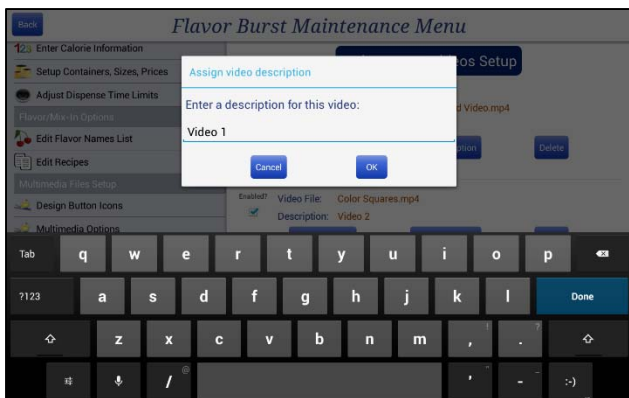 Back
Flavor Burst Maintenance Menu
123 Enter Calorie Information
Setup Containers, Sizes, Prices
Adjust Dispense Time Limits
Flavor/Mix-In Options
Edit Flavor Names List
Edit Recipes
Multimedia Files Setup
Design Button Icons
Multimedia Options
eos Setup
d Video.mp4
ption
Delete
Assign video description
Enter a description for this video:
Video 1
Cancel
OK
Enabled? Video File: Color Squares.mp4
Description: Video 2
Tab q w e r t y u i o p
?123 a s d f g h j k l Done
z x c v b n m , ! . ?
/ @ ' " - _ :-)